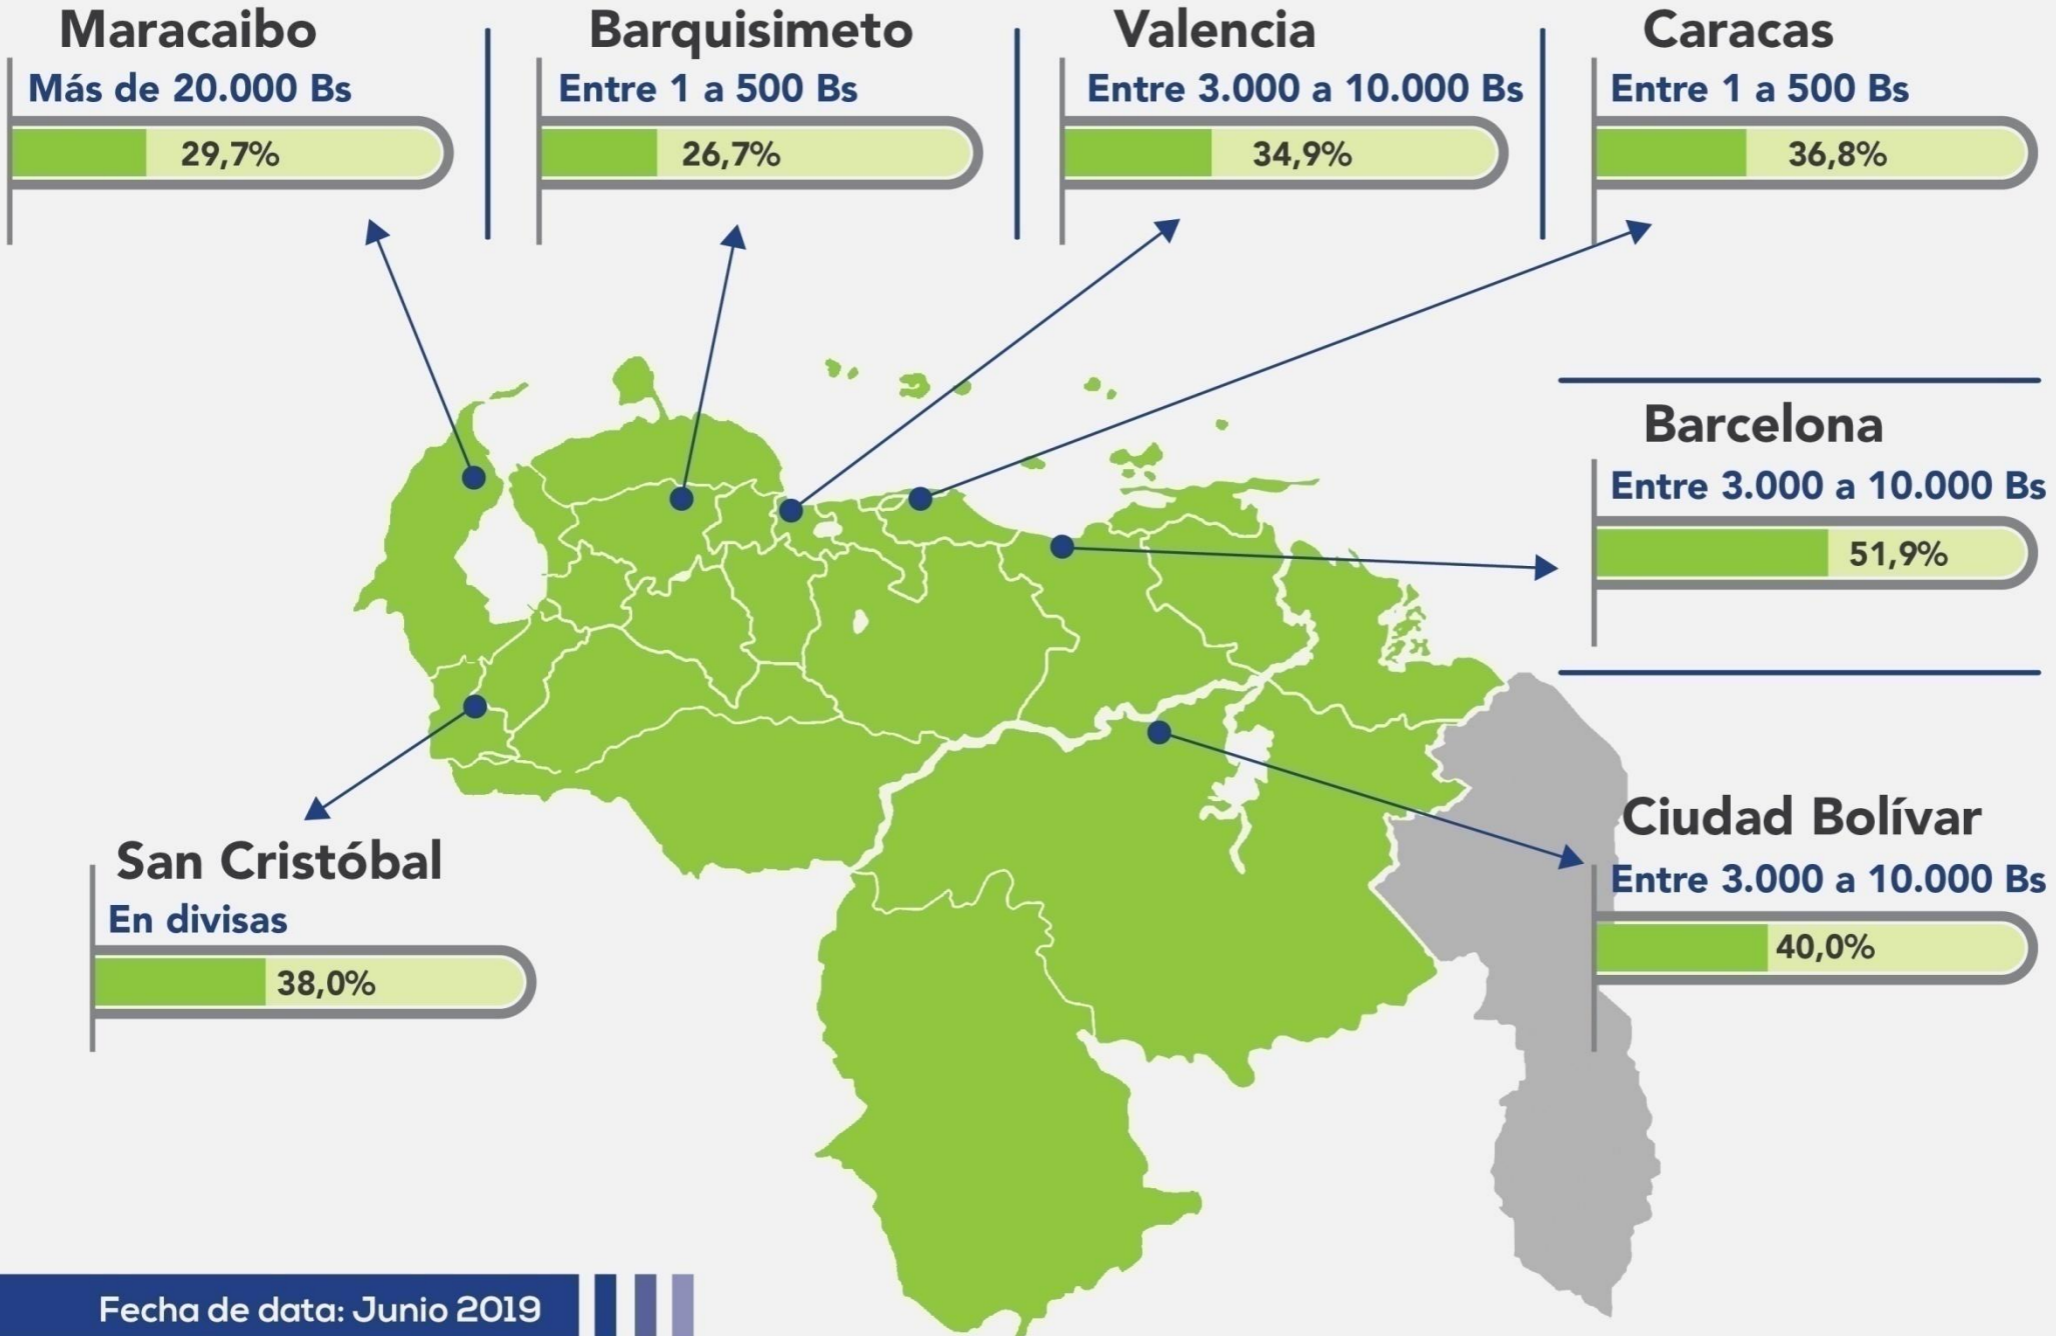 Maracaibo
Más de 20.000 Bs
29,7%
Barquisimeto
Entre 1 a 500 Bs
26,7%
Valencia
Entre 3.000 a 10.000 Bs
34,9%
Caracas
Entre 1 a 500 Bs
36,8%
Barcelona
Entre 3.000 a 10.000 Bs
51,9%
Ciudad Bolívar
Entre 3.000 a 10.000 Bs
40,0%
San Cristóbal
En divisas
38,0%
Fecha de data: Junio 2019